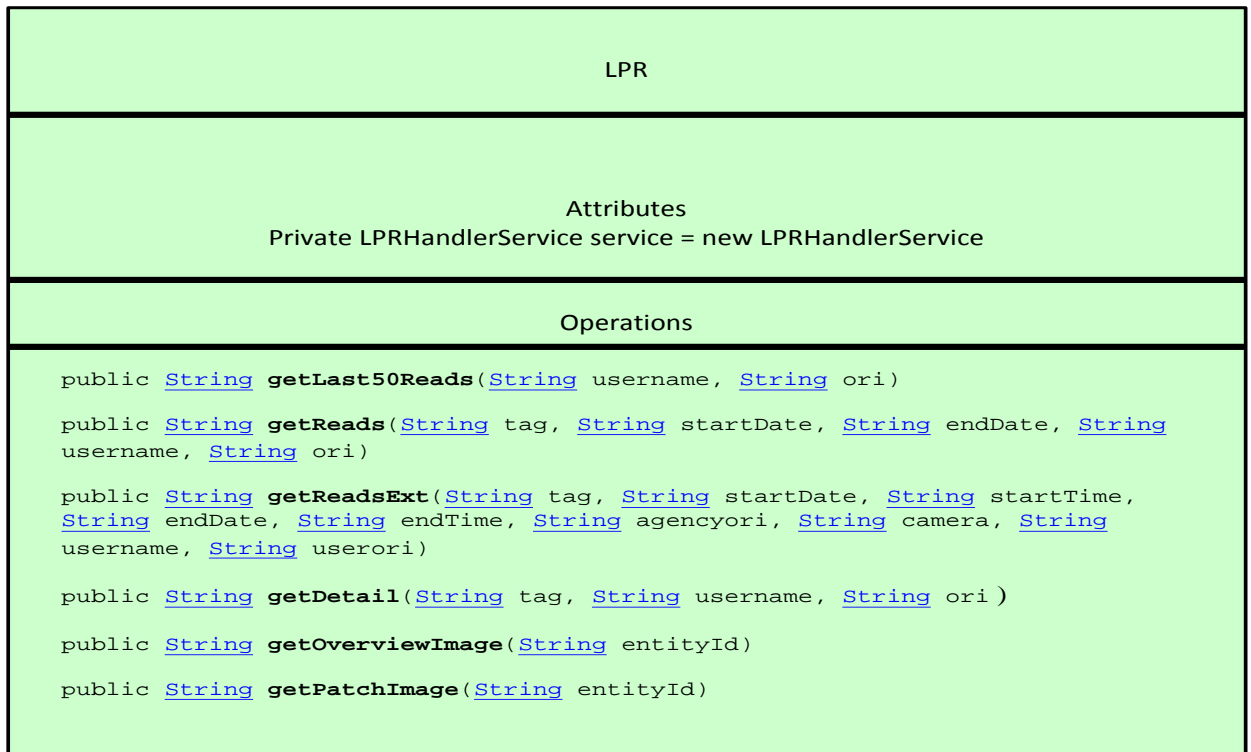 LPR
Attributes
Private LPRHandlerService service = new LPRHandlerService
Operations
public String getLast50Reads(String username, String ori)
public String getReads(String tag, String startDate, String endDate, String
username, String ori)
public String getReadsExt(String tag, String startDate, String startTime,
String endDate, String endTime, String agencyori, String camera, String
username, String userori)
public String getDetail(String tag, String username, String ori)
public String getOverviewImage(String entityId)
public String getPatchImage(String entityId)